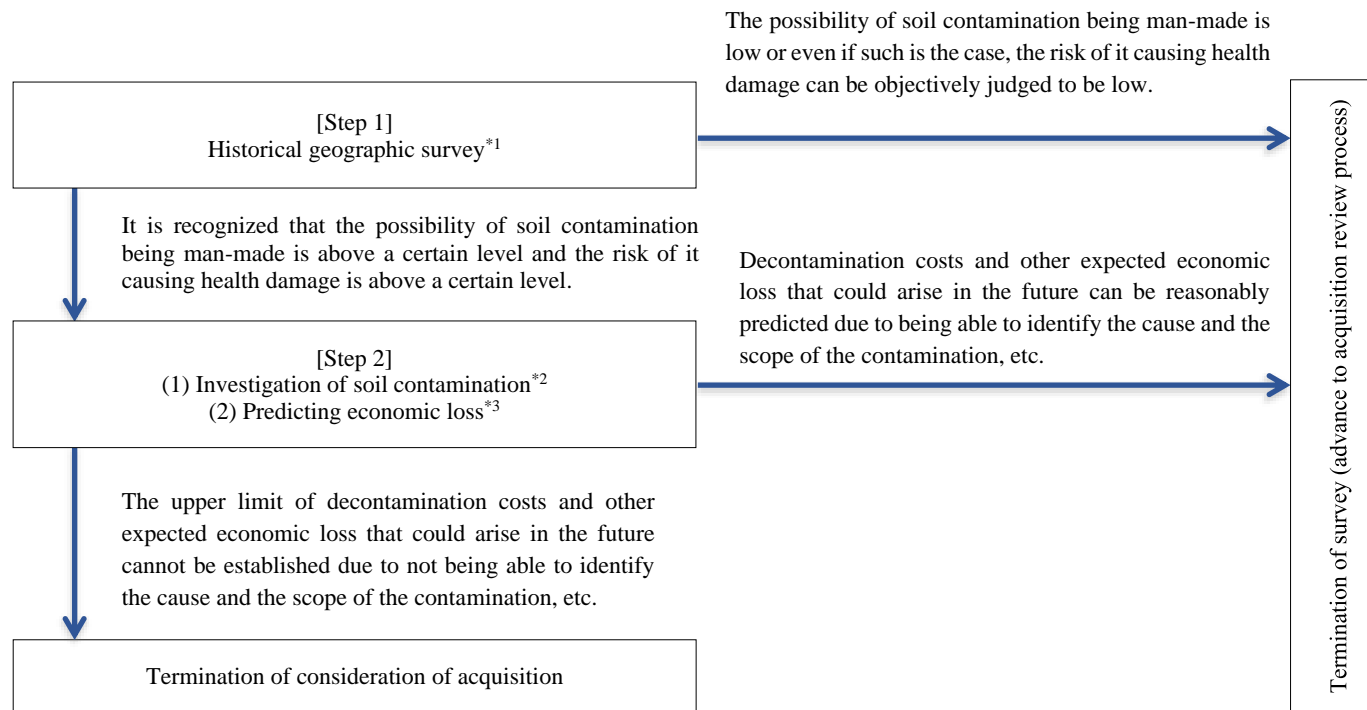 The possibility of soil contamination being man-made is
low or even if such is the case, the risk of it causing health
damage can be objectively judged to be low.
[Step 1]
Historical geographic survey*1
It is recognized that the possibility of soil contamination
being man-made is above a certain level and the risk of it
causing health damage is above a certain level.
Decontamination costs and other expected economic
loss that could arise in the future can be reasonably
predicted due to being able to identify the cause and the
scope of the contamination, etc.
[Step 2]
(1) Investigation of soil contamination*2
(2) Predicting economic loss*3
The upper limit of decontamination costs and other
expected economic loss that could arise in the future
cannot be established due to not being able to identify
the cause and the scope of the contamination, etc.
Termination of consideration of acquisition
Termination of survey (advance to acquisition review process)